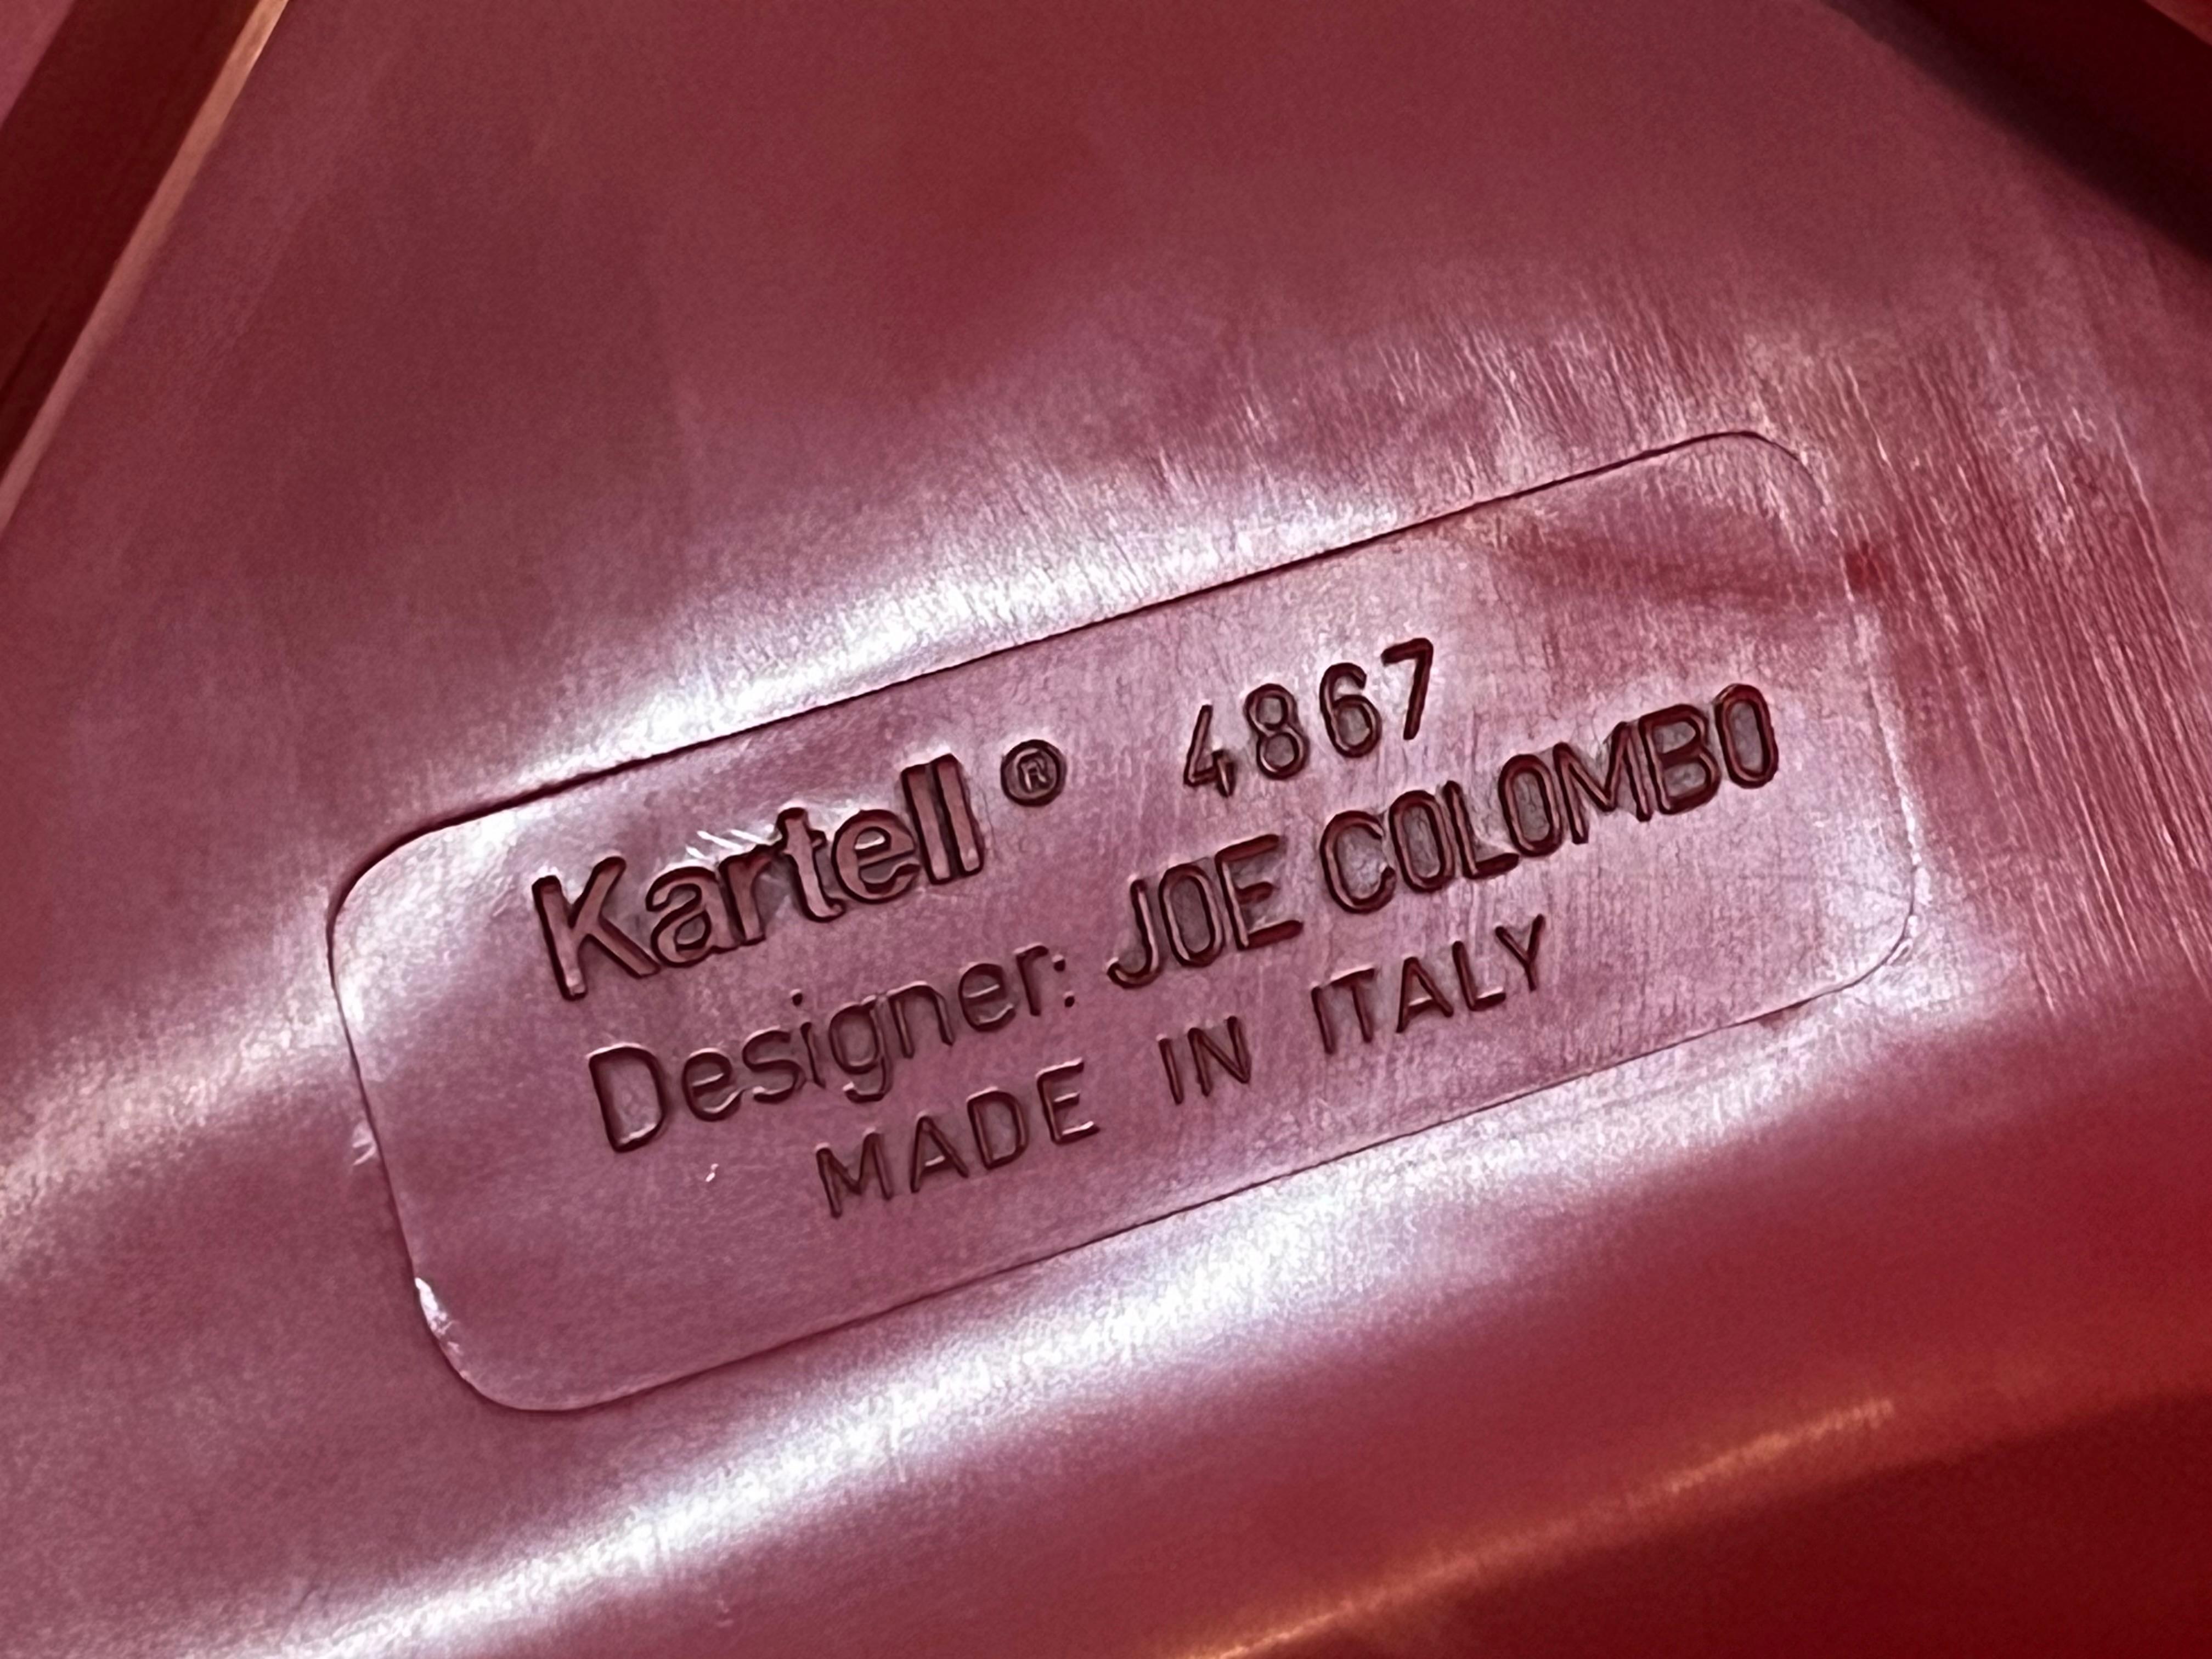 Kartell® 4867
Designer: JOE COLOMBO
MADE IN ITALY